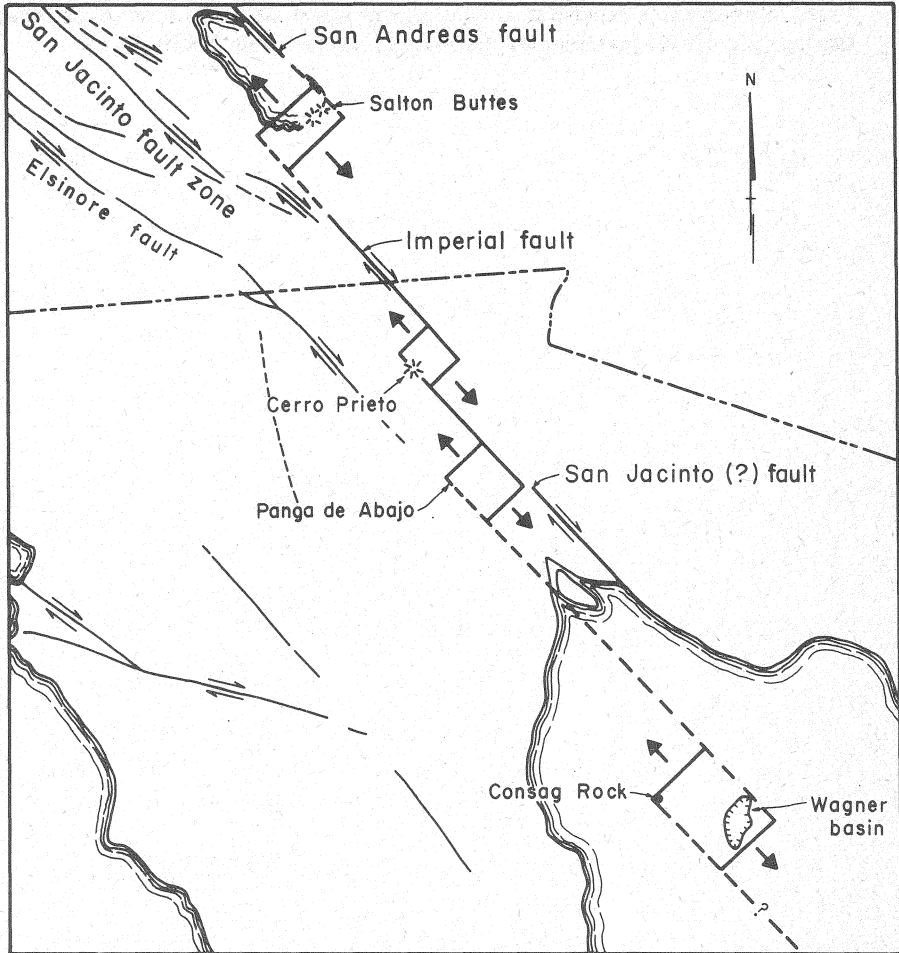 San Andreas fault
San Jacinto fault zone
Salton Buttes
N
Elsinore fault
Imperial fault
Cerro Prieto
San Jacinto (?) fault
Panga de Abajo
Consag Rock
Wagner
basin
?